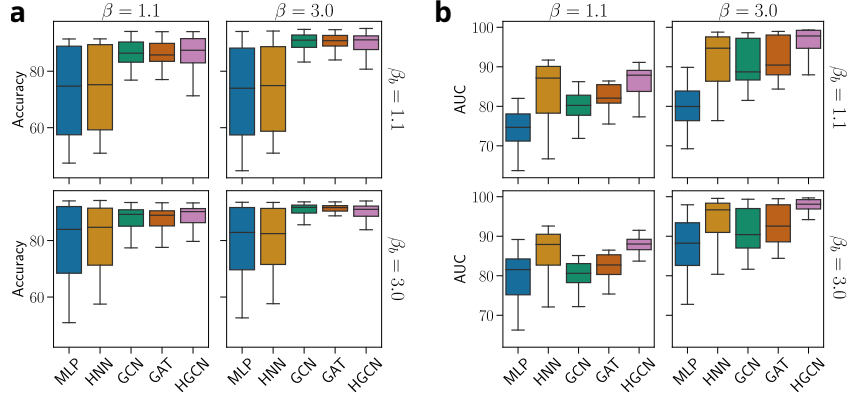 a
β = 1.1
β = 3.0
Accuracy
80
60
β_b = 1.1
Accuracy
80
60
β_b = 3.0
MLP
HNN
GCN
GAT
HGCN
MLP
HNN
GCN
GAT
HGCN
b
β = 1.1
β = 3.0
AUC
100
90
80
70
β_b = 1.1
AUC
100
90
80
70
β_b = 3.0
MLP
HNN
GCN
GAT
HGCN
MLP
HNN
GCN
GAT
HGCN